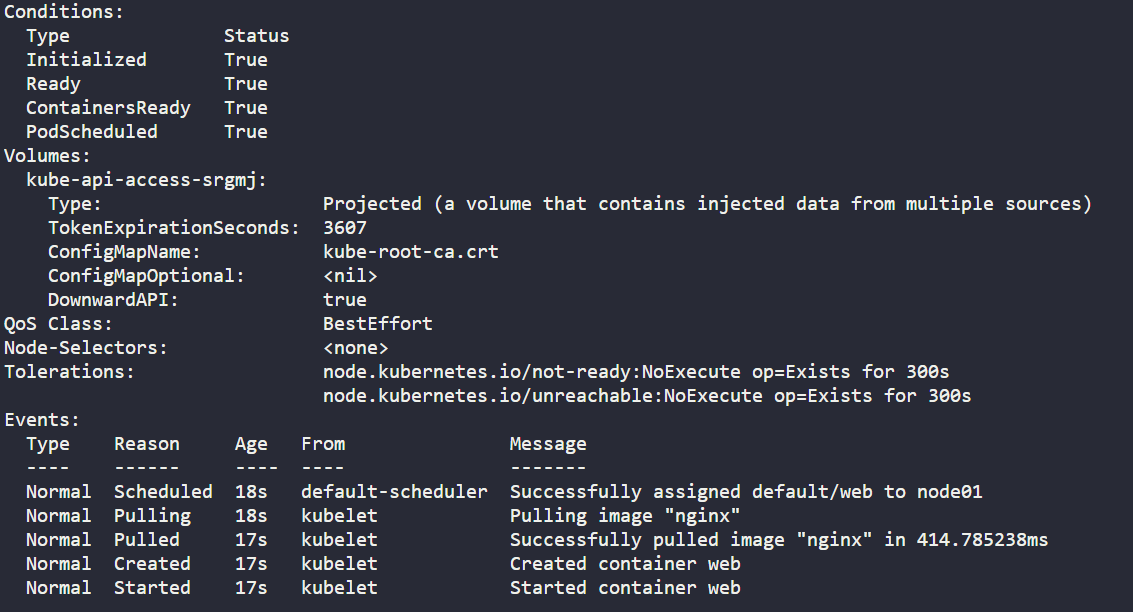 Conditions:
  Type              Status
  Initialized       True
  Ready             True
  ContainersReady   True
  PodScheduled      True
Volumes:
  kube-api-access-srgmj:
    Type:                    Projected (a volume that contains injected data from multiple sources)
    TokenExpirationSeconds:  3607
    ConfigMapName:           kube-root-ca.crt
    ConfigMapOptional:       <nil>
    DownwardAPI:             true
QoS Class:                   BestEffort
Node-Selectors:              <none>
Tolerations:                 node.kubernetes.io/not-ready:NoExecute op=Exists for 300s
                             node.kubernetes.io/unreachable:NoExecute op=Exists for 300s
Events:
  Type    Reason     Age   From               Message
  ----    ------     ----  ----               -------
  Normal  Scheduled  18s   default-scheduler  Successfully assigned default/web to node01
  Normal  Pulling    18s   kubelet            Pulling image "nginx"
  Normal  Pulled     17s   kubelet            Successfully pulled image "nginx" in 414.785238ms
  Normal  Created    17s   kubelet            Created container web
  Normal  Started    17s   kubelet            Started container web